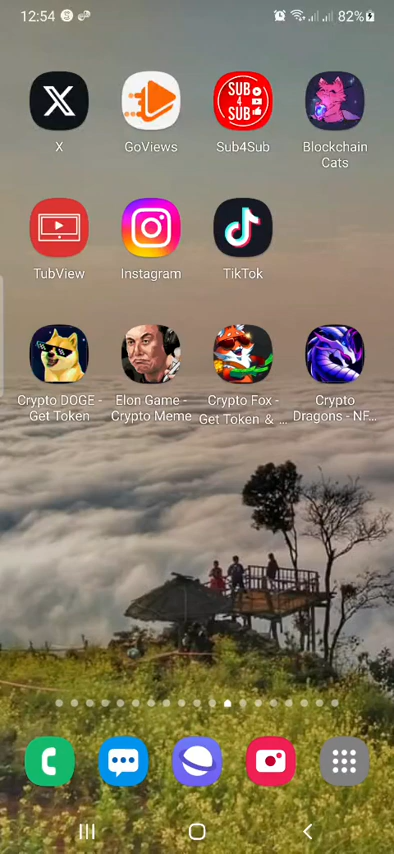 12:54
82%
X
GoViews
SUB
4
SUB
Sub4Sub
Blockchain
Cats
TubView
Instagram
TikTok
Crypto DOGE -
Get Token
Elon Game -
Crypto Meme
Crypto Fox -
Get Token & ...
Crypto
Dragons - NF...